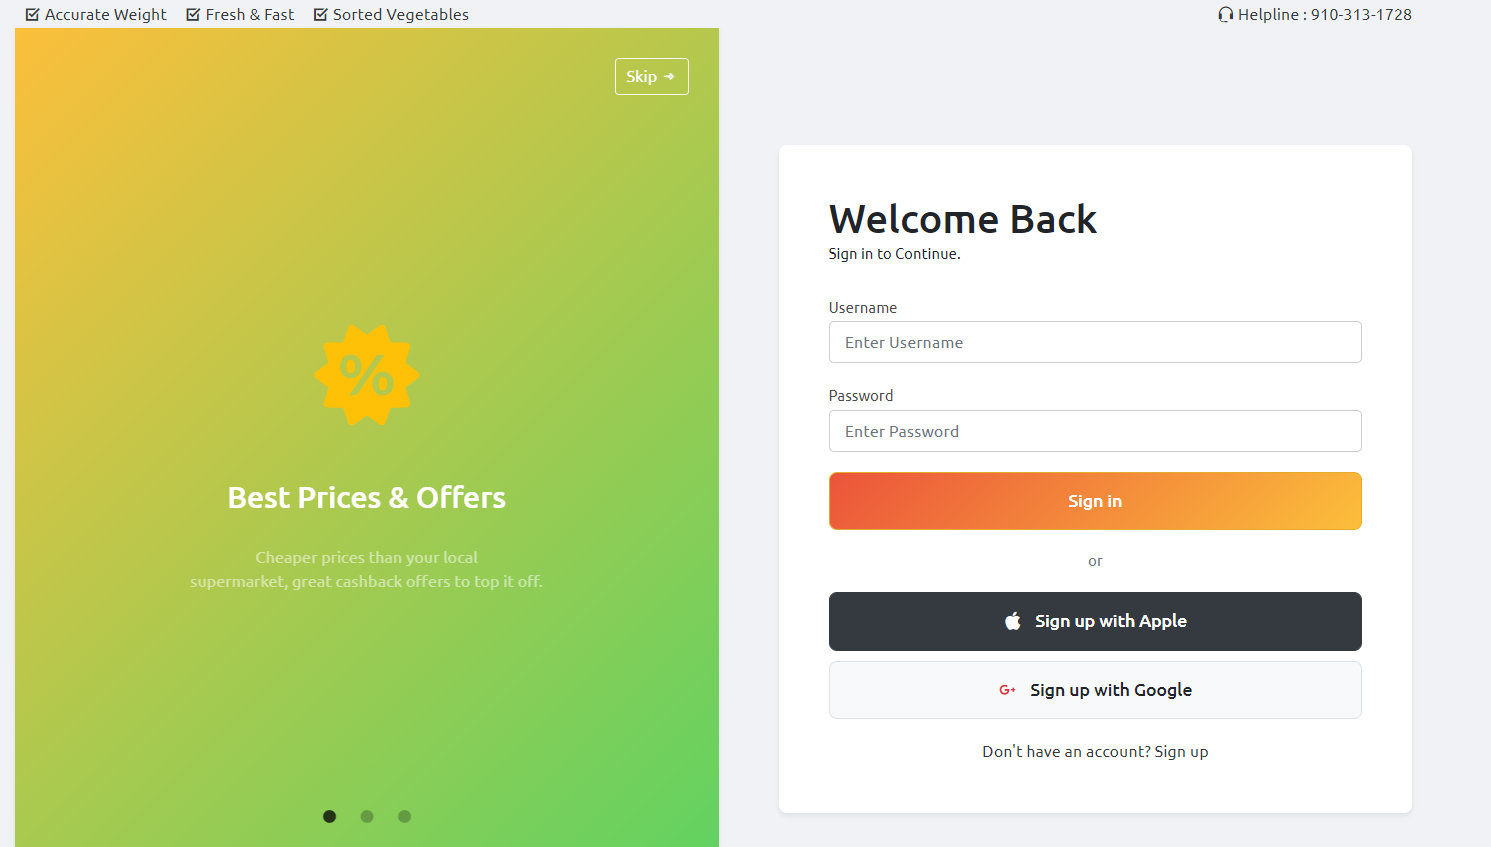 Accurate Weight Fresh & Fast Sorted Vegetables Helpline : 910-313-1728
Skip
%
Best Prices & Offers
Cheaper prices than your local
supermarket, great cashback offers to top it off.
Welcome Back
Sign in to Continue.
Username
Enter Username
Password
Enter Password
Sign in
or
Sign up with Apple
G+ Sign up with Google
Don't have an account? Sign up